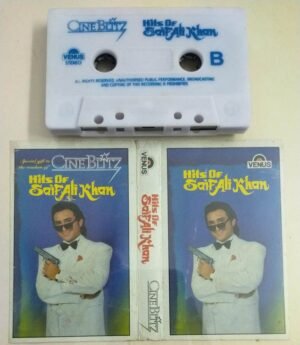 CINEBLITZ
Hits Of
Saif Ali Khan
VENUS
STEREO
B
ALL RIGHTS RESERVED. UNAUTHORISED PUBLIC PERFORMANCE, BROADCASTING
AND COPYING OF THIS RECORDING IS PROHIBITED.
Special gift to
the readers of
CINEBLITZ
Hits Of
Saif Ali Khan
VENUS
Hits Of
Saif Ali Khan
CINEBLITZ
VENUS
Hits Of
Saif Ali Khan